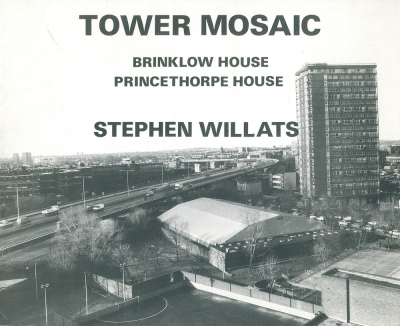 TOWER MOSAIC
BRINKLOW HOUSE
PRINCETHORPE HOUSE
STEPHEN WILLATS